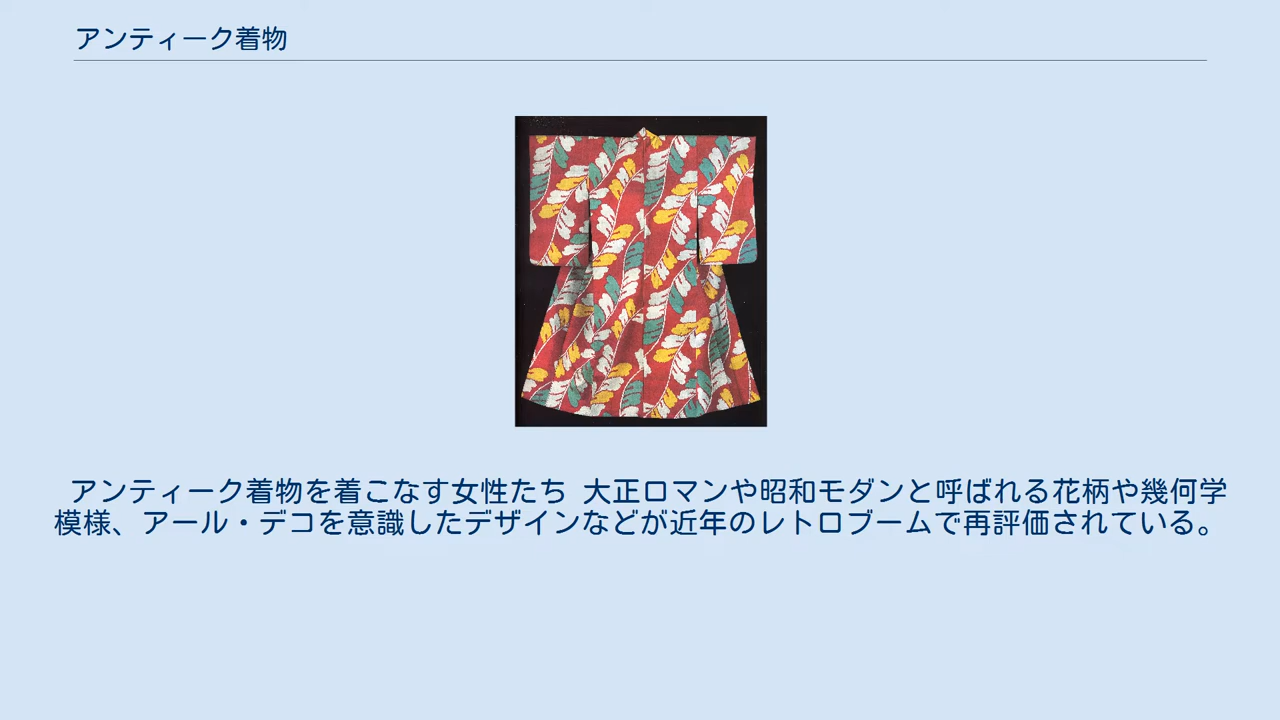 アンティーク着物
アンティーク着物を着こなす女性たち 大正ロマンや昭和モダンと呼ばれる花柄や幾何学
模様、アール・デコを意識したデザインなどが近年のレトロブームで再評価されている。